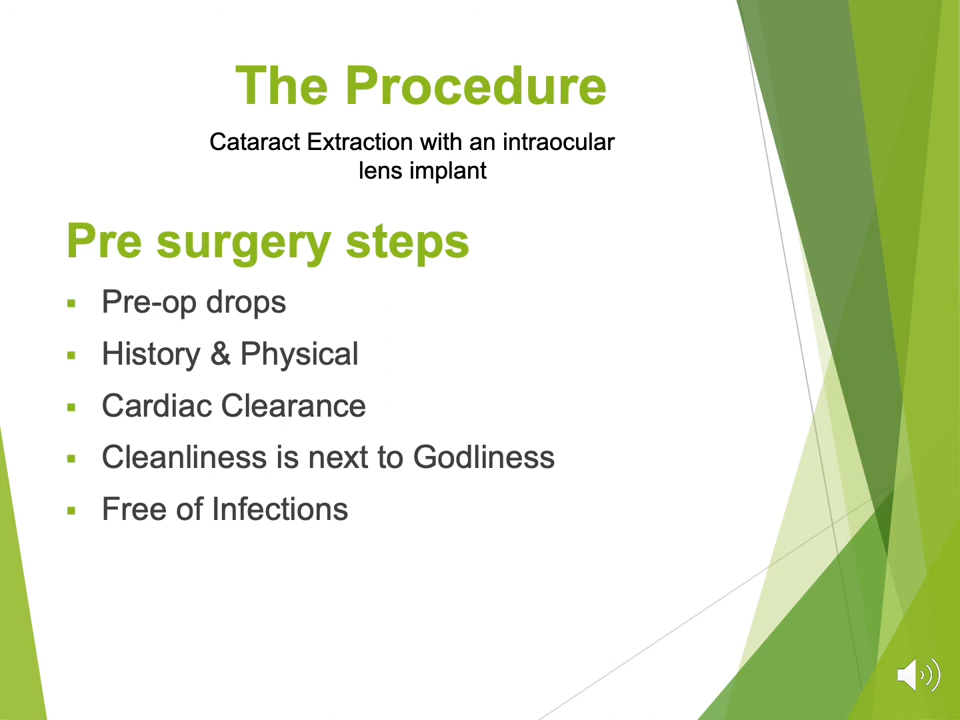 The Procedure
Cataract Extraction with an intraocular
lens implant
Pre surgery steps
▪ Pre-op drops
▪ History & Physical
▪ Cardiac Clearance
▪ Cleanliness is next to Godliness
▪ Free of Infections